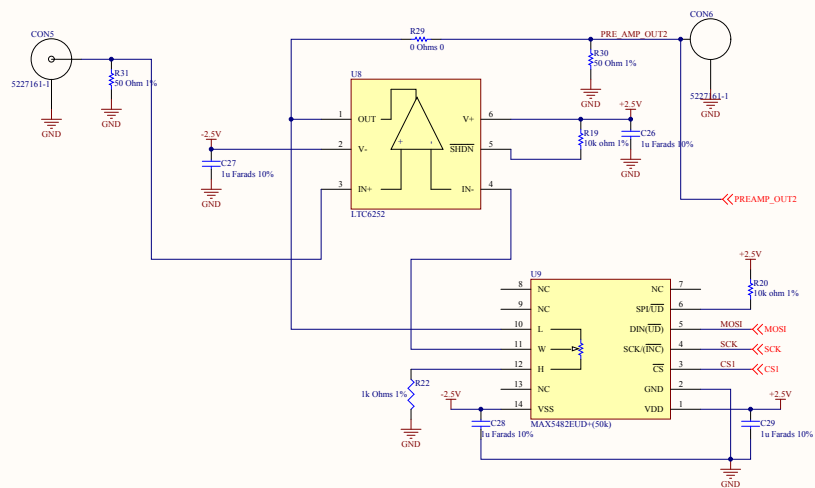 CON5
5227161-1
GND
R31
50 Ohm 1%
GND
R29
0 Ohms 0
PRE_AMP_OUT2
CON6
R30
50 Ohm 1%
GND
5227161-1
GND
PREAMP_OUT2
U8
1 OUT V+ 6
2 V- SHDN 5
3 IN+ IN- 4
+ -
LTC6252
-2.5V
C27
1u Farads 10%
GND
+2.5V
R19
10k ohm 1%
C26
1u Farads 10%
GND
U9
8 NC NC 7
9 NC SPI/UD 6
10 L DIN(UD) 5
11 W SCK/(INC) 4
12 H CS 3
13 NC GND 2
14 VSS VDD 1
MAX5482EUD+(50k)
+2.5V
R20
10k ohm 1%
MOSI MOSI
SCK SCK
CS1 CS1
R22
1k Ohms 1%
GND
-2.5V
C28
1u Farads 10%
+2.5V
C29
1u Farads 10%
GND